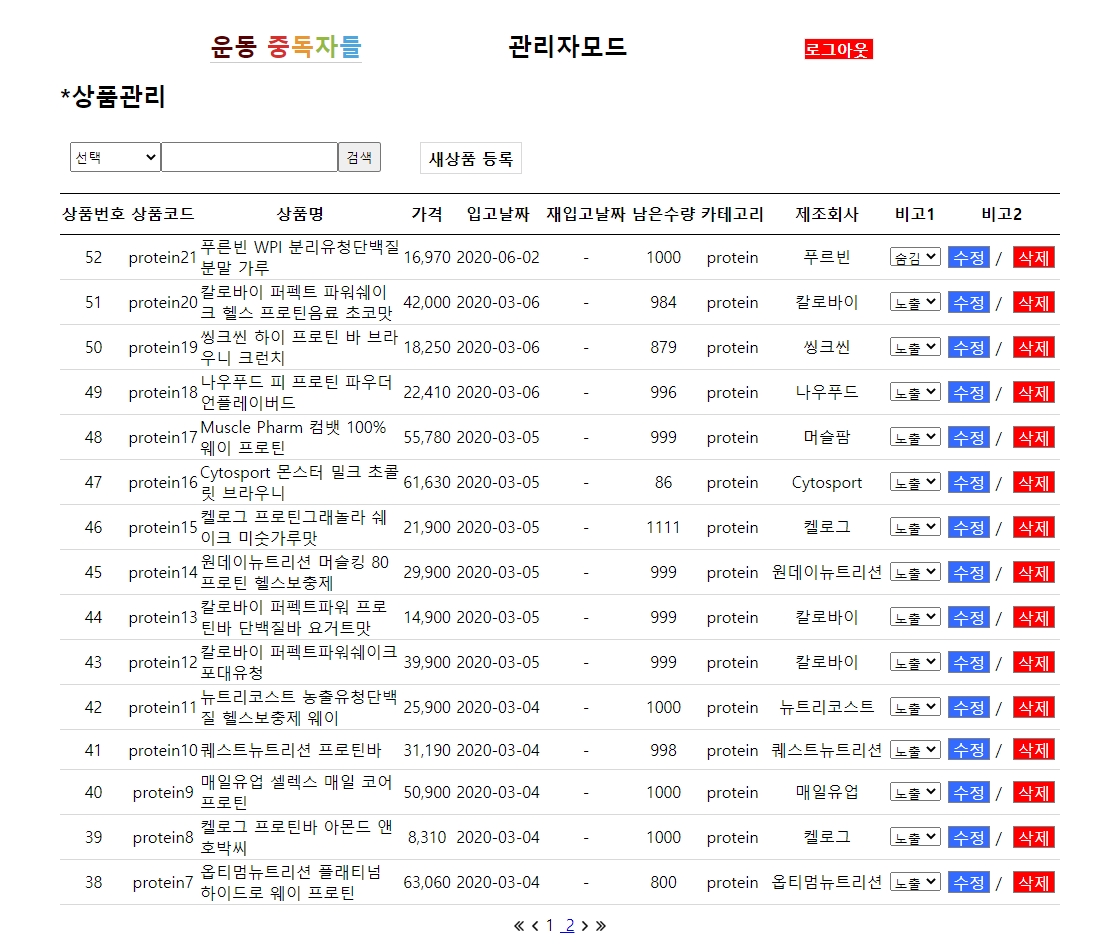 운동 중독자들 관리자모드 로그아웃
*상품관리
선택 검색 새상품 등록
상품번호 상품코드 상품명 가격 입고날짜 재입고날짜 남은수량 카테고리 제조회사 비고1 비고2
52 protein21 푸른빈 WPI 분리유청단백질 16,970 2020-06-02 - 1000 protein 푸르빈 숨김 수정 / 삭제
분말 가루
51 protein20 칼로바이 퍼펙트 파워쉐이 42,000 2020-03-06 - 984 protein 칼로바이 노출 수정 / 삭제
크 헬스 프로틴음료 초코맛
50 protein19 씽크씬 하이 프로틴 바 브라 18,250 2020-03-06 - 879 protein 씽크씬 노출 수정 / 삭제
우니 크런치
49 protein18 나우푸드 피 프로틴 파우더 22,410 2020-03-06 - 996 protein 나우푸드 노출 수정 / 삭제
언플레이버드
48 protein17 Muscle Pharm 컴뱃 100% 55,780 2020-03-05 - 999 protein 머슬팜 노출 수정 / 삭제
웨이 프로틴
47 protein16 Cytosport 몬스터 밀크 초콜 61,630 2020-03-05 - 86 protein Cytosport 노출 수정 / 삭제
릿 브라우니
46 protein15 켈로그 프로틴그래놀라 쉐 21,900 2020-03-05 - 1111 protein 켈로그 노출 수정 / 삭제
이크 미숫가루맛
45 protein14 원데이뉴트리션 머슬킹 80 29,900 2020-03-05 - 999 protein 원데이뉴트리션 노출 수정 / 삭제
프로틴 헬스보충제
44 protein13 칼로바이 퍼펙트파워 프로 14,900 2020-03-05 - 999 protein 칼로바이 노출 수정 / 삭제
틴바 단백질바 요거트맛
43 protein12 칼로바이 퍼펙트파워쉐이크 39,900 2020-03-05 - 999 protein 칼로바이 노출 수정 / 삭제
포대유청
42 protein11 뉴트리코스트 농출유청단백 25,900 2020-03-04 - 1000 protein 뉴트리코스트 노출 수정 / 삭제
질 헬스보충제 웨이
41 protein10 퀘스트뉴트리션 프로틴바 31,190 2020-03-04 - 998 protein 퀘스트뉴트리션 노출 수정 / 삭제
40 protein9 매일유업 셀렉스 매일 코어 50,900 2020-03-04 - 1000 protein 매일유업 노출 수정 / 삭제
프로틴
39 protein8 켈로그 프로틴바 아몬드 앤 8,310 2020-03-04 - 1000 protein 켈로그 노출 수정 / 삭제
호박씨
38 protein7 옵티멈뉴트리션 플래티넘 63,060 2020-03-04 - 800 protein 옵티멈뉴트리션 노출 수정 / 삭제
하이드로 웨이 프로틴
« ‹ 1 2 › »